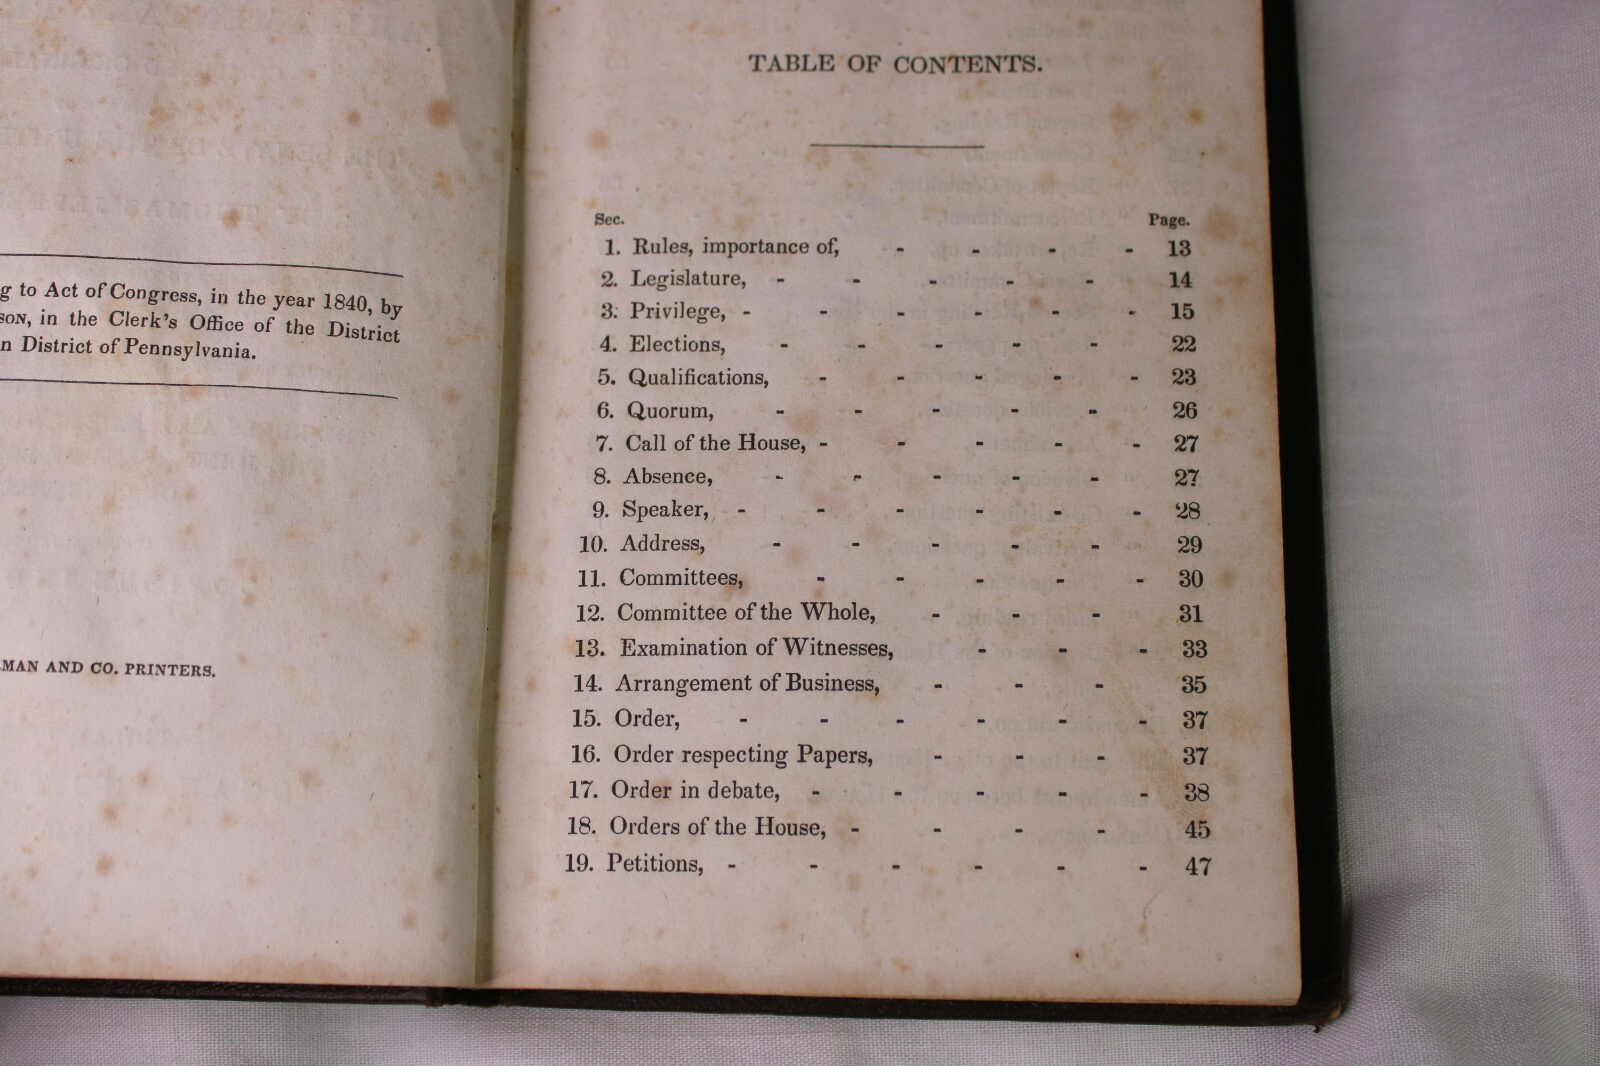 g to Act of Congress, in the year 1840, by
SON, in the Clerk's Office of the District
n District of Pennsylvania.
MAN AND CO. PRINTERS.
TABLE OF CONTENTS.
Sec. Page.
1. Rules, importance of, - - - - 13
2. Legislature, - - - - - 14
3. Privilege, - - - - - - 15
4. Elections, - - - - - 22
5. Qualifications, - - - - - 23
6. Quorum, - - - - - 26
7. Call of the House, - - - - - 27
8. Absence, - - - - - 27
9. Speaker, - - - - - - 28
10. Address, - - - - - 29
11. Committees, - - - - - 30
12. Committee of the Whole, - - - 31
13. Examination of Witnesses, - - - 33
14. Arrangement of Business, - - - 35
15. Order, - - - - - - 37
16. Order respecting Papers, - - - 37
17. Order in debate, - - - - - 38
18. Orders of the House, - - - - 45
19. Petitions, - - - - - - 47